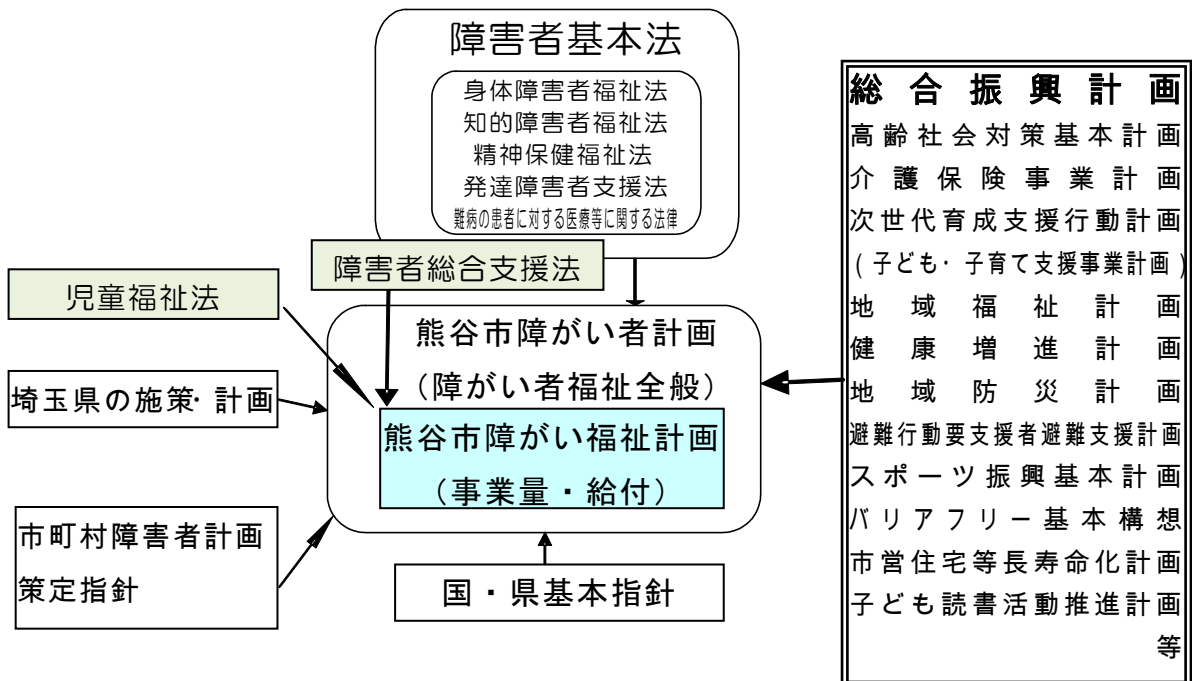 障害者基本法
身体障害者福祉法
知的障害者福祉法
精神保健福祉法
発達障害者支援法
難病の患者に対する医療等に関する法律
障害者総合支援法
児童福祉法
埼玉県の施策・計画
市町村障害者計画
策定指針
熊谷市障がい者計画
(障がい者福祉全般)
熊谷市障がい福祉計画
(事業量・給付)
国・県基本指針
総合振興計画
高齢社会対策基本計画
介護保険事業計画
次世代育成支援行動計画
(子ども・子育て支援事業計画)
地域福祉計画
健康増進計画
地域防災計画
避難行動要支援者避難支援計画
スポーツ振興基本計画
バリアフリー基本構想
市営住宅等長寿命化計画
子ども読書活動推進計画
等